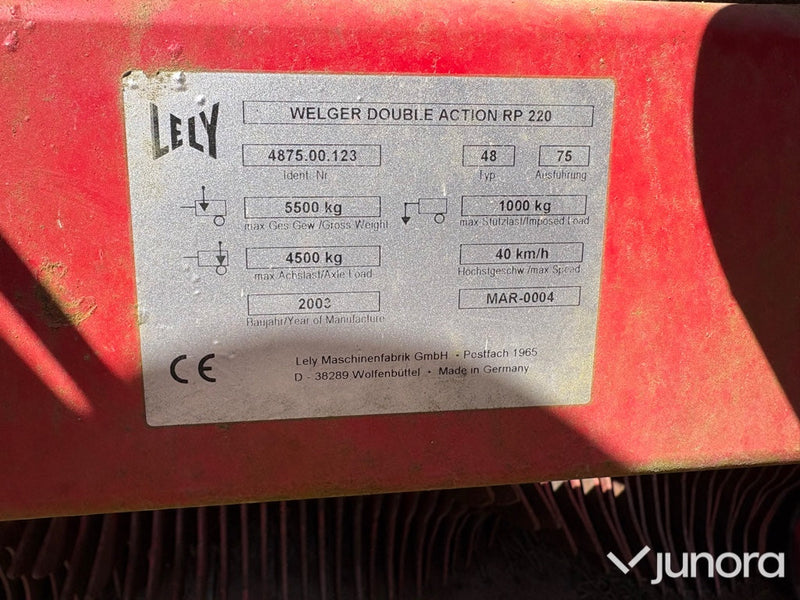 LELY
WELGER DOUBLE ACTION RP 220
4875.00.123 48 75
Ident. Nr Typ Ausführung
5500 kg 1000 kg
max Ges Gew /Gross Weight max Stützlast/Imposed Load
4500 kg 40 km/h
max Achslast/Axle Load Höchstgeschw /max Speed
2003 MAR-0004
Baujahr/Year of Manufacture
CE
Lely Maschinenfabrik GmbH • Postfach 1965
D - 38289 Wolfenbüttel • Made in Germany
junora